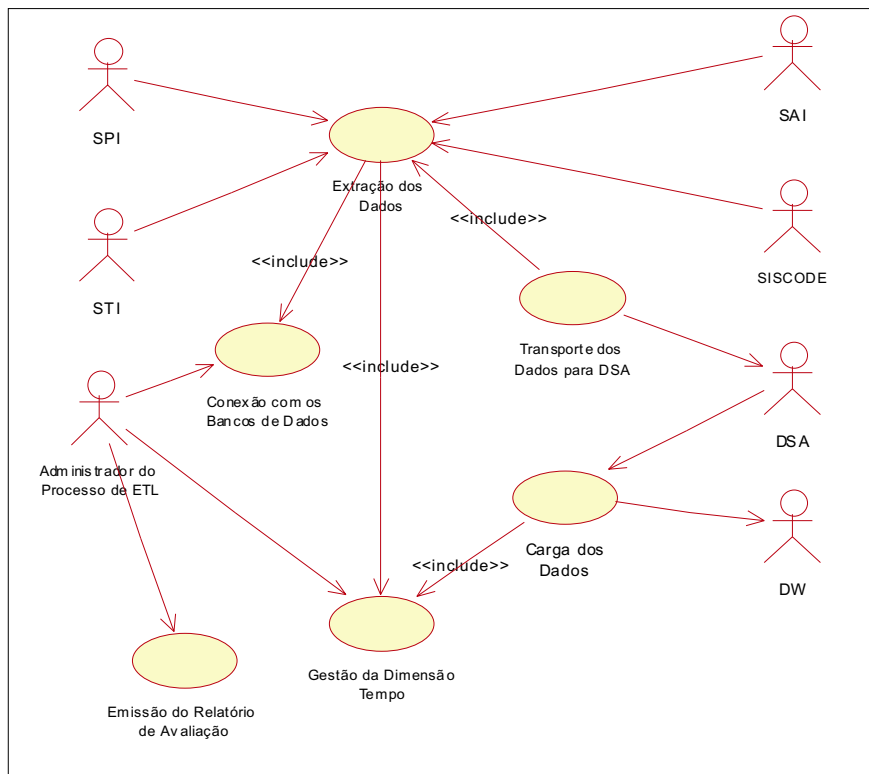 SPI
SAI
Extração dos
Dados
<<include>>
<<include>>
STI
SISCODE
Transporte dos
Dados para DSA
<<include>>
Conexão com os
Bancos de Dados
DSA
Administrador do
Processo de ETL
<<include>>
Carga dos
Dados
DW
Gestão da Dimensão
Tempo
Emissão do Relatório
de Avaliação